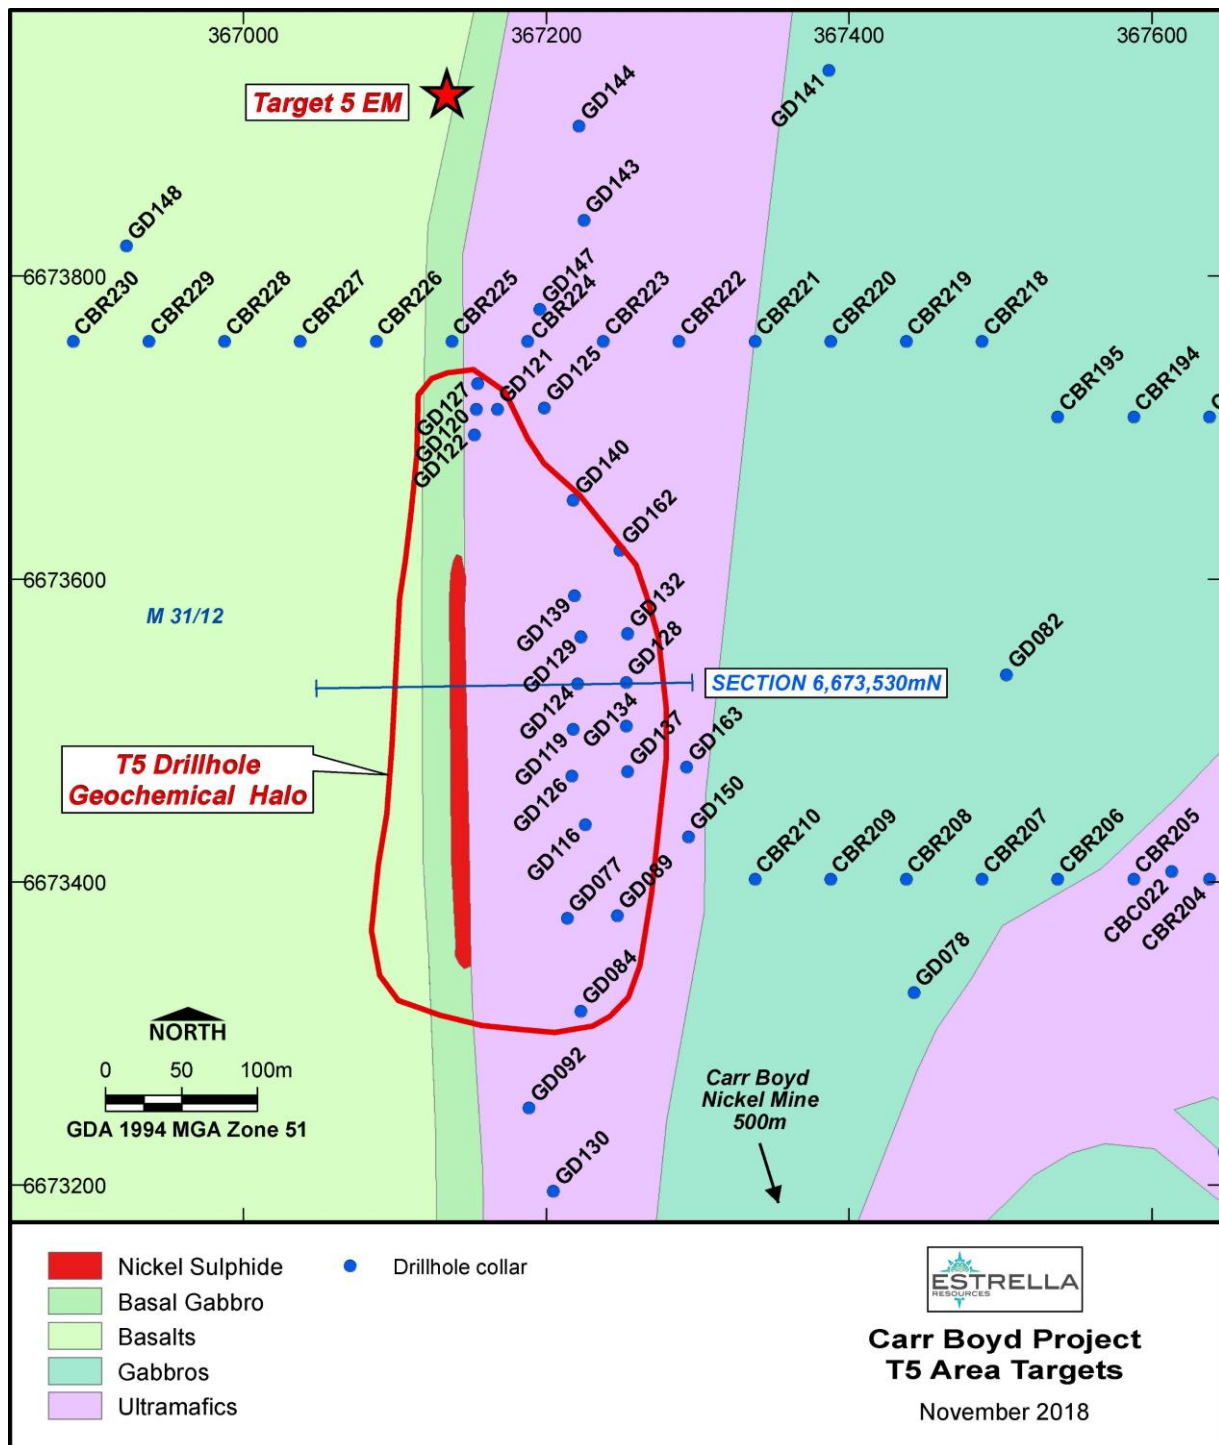 367000
367200
367400
367600
Target 5 EM
GD144
GD141
GD143
GD148
6673800
CBR230
CBR229
CBR228
CBR227
CBR226
CBR225
GD147
CBR224
CBR223
CBR222
CBR221
CBR220
CBR219
CBR218
GD127
GD120
GD122
GD121
GD125
CBR195
CBR194
GD140
GD162
6673600
M 31/12
GD139
GD132
GD129
GD128
GD082
SECTION 6,673,530mN
GD124
GD134
GD119
GD137
GD163
T5 Drillhole
Geochemical Halo
GD126
GD150
GD116
CBR210
CBR209
CBR208
CBR207
CBR206
CBR205
CBC022
CBR204
6673400
GD077
GD089
GD078
GD084
NORTH
0 50 100m
GDA 1994 MGA Zone 51
GD092
Carr Boyd
Nickel Mine
500m
GD130
6673200
Nickel Sulphide
Drillhole collar
Basal Gabbro
Basalts
Gabbros
Ultramafics
ESTRELLA
RESOURCES
Carr Boyd Project
T5 Area Targets
November 2018